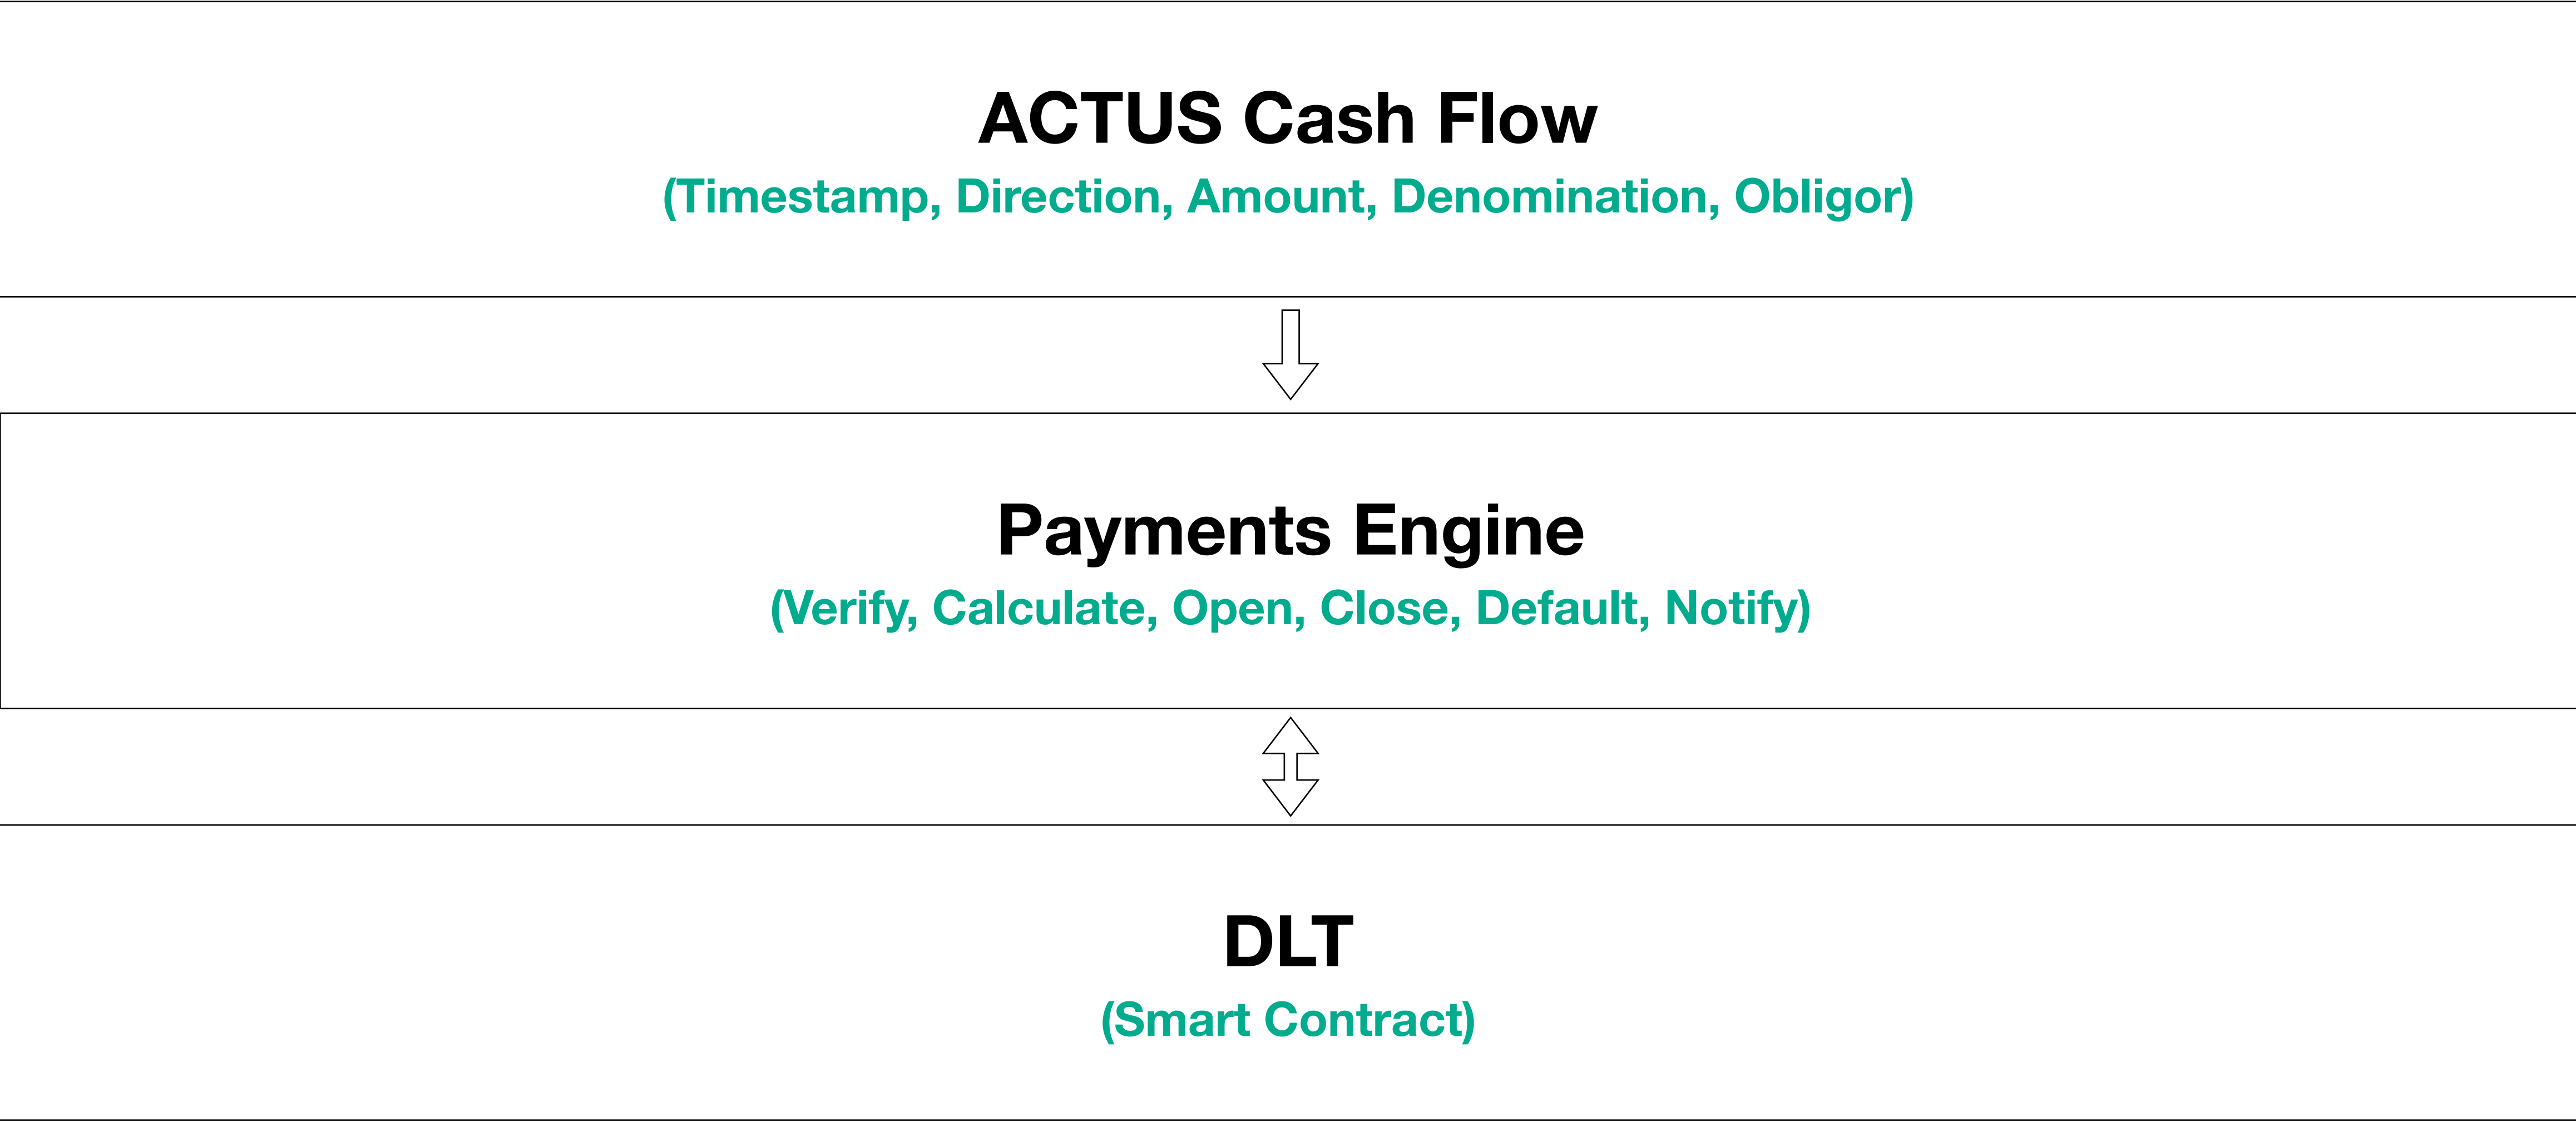 ACTUS Cash Flow
(Timestamp, Direction, Amount, Denomination, Obligor)
Payments Engine
(Verify, Calculate, Open, Close, Default, Notify)
DLT
(Smart Contract)